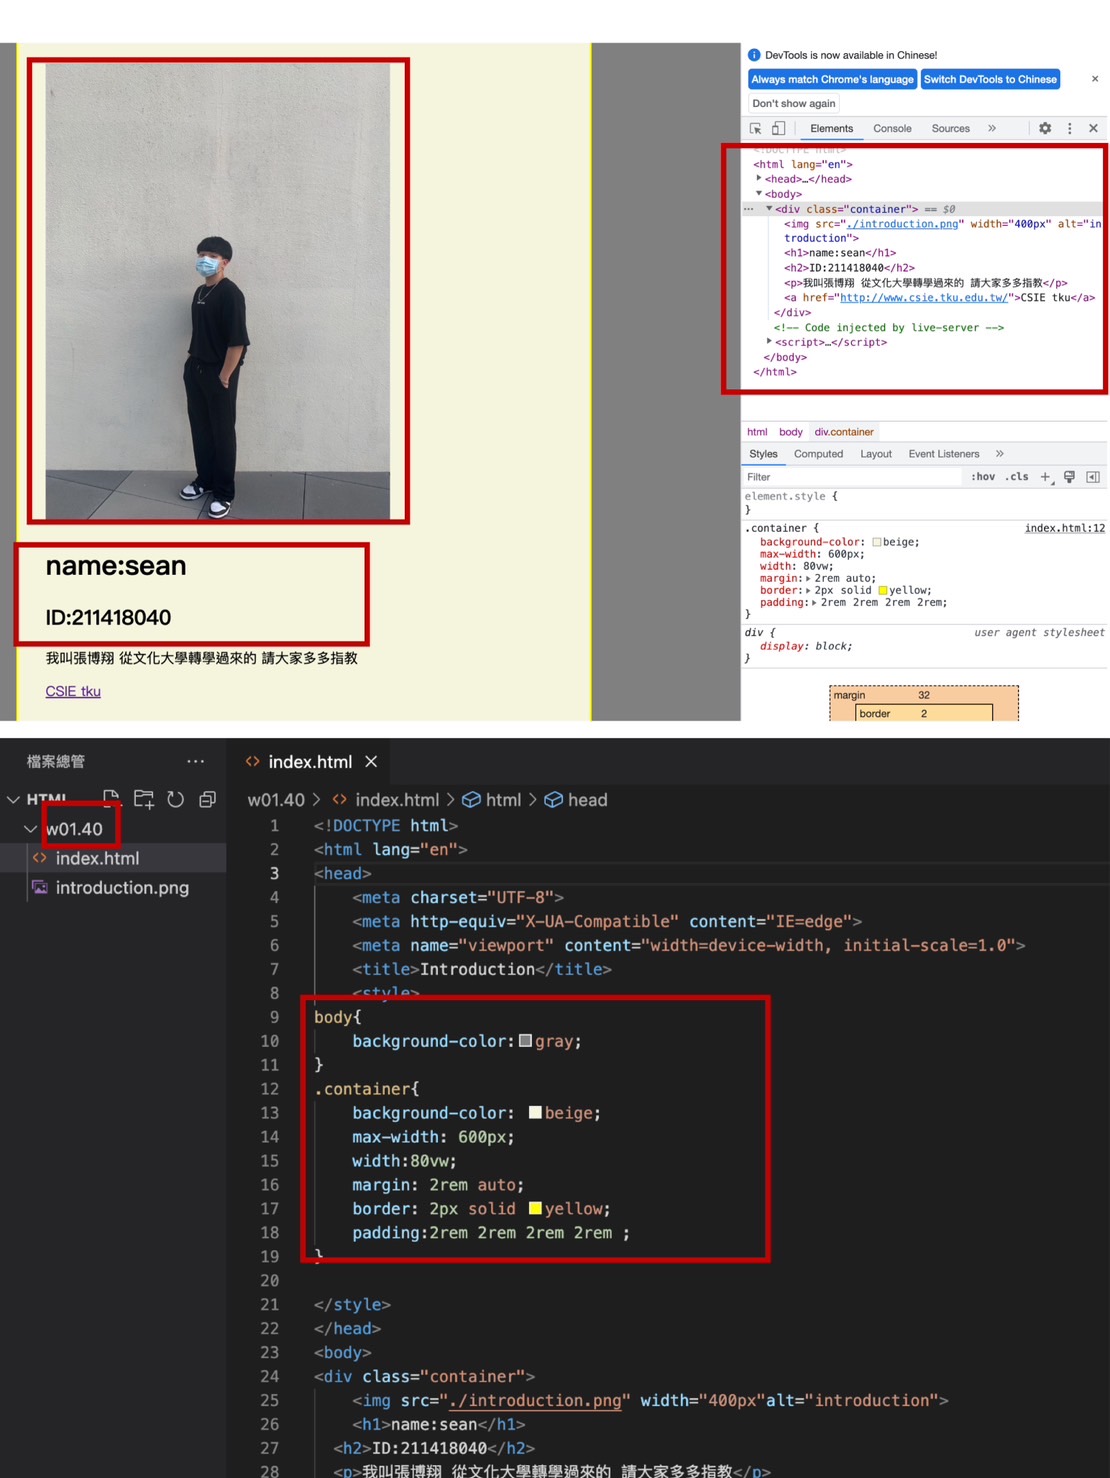 name:sean
ID:211418040
我叫張博翔 從文化大學轉學過來的 請大家多多指教
CSIE tku
DevTools is now available in Chinese!
Always match Chrome's language
Switch DevTools to Chinese
Don't show again
Elements Console Sources »
<!DOCTYPE html>
<html lang="en">
<head>…</head>
<body>
<div class="container"> == $0
<img src="./introduction.png" width="400px" alt="in
troduction">
<h1>name:sean</h1>
<h2>ID:211418040</h2>
<p>我叫張博翔 從文化大學轉學過來的 請大家多多指教</p>
<a href="http://www.csie.tku.edu.tw/">CSIE tku</a>
</div>
<!-- Code injected by live-server -->
<script>…</script>
</body>
</html>
html body div.container
Styles Computed Layout Event Listeners »
Filter :hov .cls +
element.style {
}
.container { index.html:12
background-color: beige;
max-width: 600px;
width: 80vw;
margin: 2rem auto;
border: 2px solid yellow;
padding: 2rem 2rem 2rem 2rem;
}
div { user agent stylesheet
display: block;
}
margin 32
border 2
檔案總管 ···
HTML
w01.40
index.html
introduction.png
index.html
w01.40 > index.html > html > head
1 <!DOCTYPE html>
2 <html lang="en">
3 <head>
4 <meta charset="UTF-8">
5 <meta http-equiv="X-UA-Compatible" content="IE=edge">
6 <meta name="viewport" content="width=device-width, initial-scale=1.0">
7 <title>Introduction</title>
8 <style>
9 body{
10 background-color: gray;
11 }
12 .container{
13 background-color: beige;
14 max-width: 600px;
15 width:80vw;
16 margin: 2rem auto;
17 border: 2px solid yellow;
18 padding:2rem 2rem 2rem 2rem ;
19 }
20
21 </style>
22 </head>
23 <body>
24 <div class="container">
25 <img src="./introduction.png" width="400px"alt="introduction">
26 <h1>name:sean</h1>
27 <h2>ID:211418040</h2>
28 <p>我叫張博翔 從文化大學轉學過來的 請大家多多指教</p>